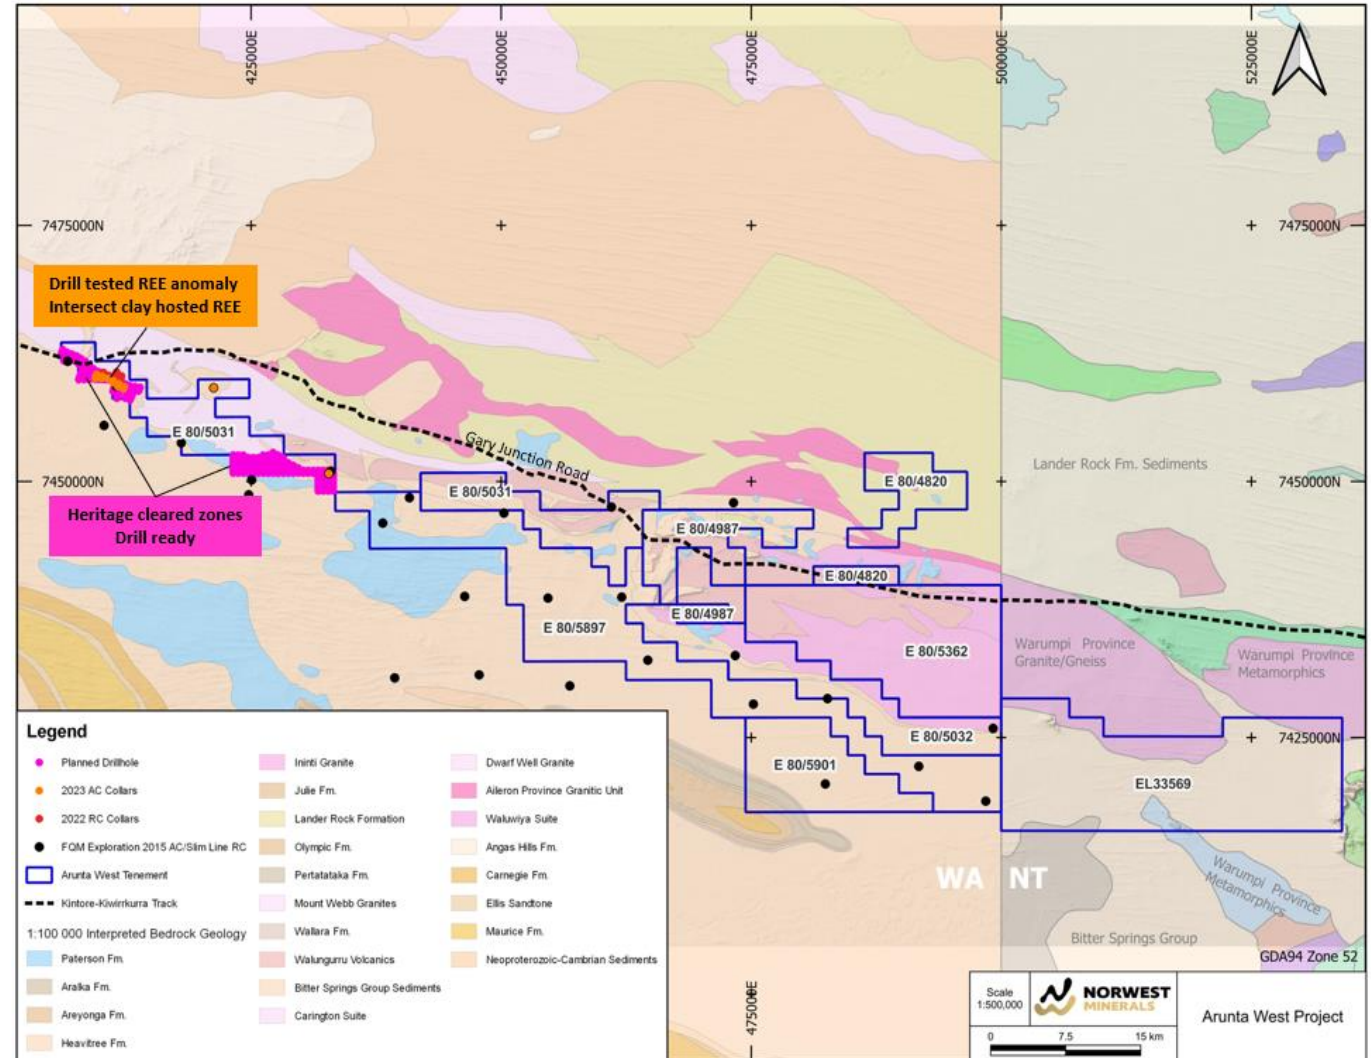 425000E
450000E
475000E
500000E
525000E
7475000N
7475000N
Drill tested REE anomaly
Intersect clay hosted REE
E 80/5031
Gary Junction Road
Lander Rock Fm. Sediments
7450000N
E 80/5031
E 80/4820
Heritage cleared zones
Drill ready
E 80/4987
E 80/4820
E 80/4987
E 80/5897
E 80/5362
Warumpi Province
Granite/Gneiss
Warumpi Province
Metamorphics
E 80/5032
7425000N
E 80/5901
EL33569
WA
NT
Warumpi Province
Metamorphics
Bitter Springs Group
GDA94 Zone 52
475000E
Legend
Planned Drillhole
2023 AC Collars
2022 RC Collars
FQM Exploration 2015 AC/Slim Line RC
Arunta West Tenement
Kintore-Kiwirrkurra Track
1:100 000 Interpreted Bedrock Geology
Paterson Fm.
Aralka Fm.
Areyonga Fm.
Heavitree Fm.
Ininti Granite
Julie Fm.
Lander Rock Formation
Olympic Fm.
Pertatataka Fm.
Mount Webb Granites
Wallara Fm.
Walungurru Volcanics
Bitter Springs Group Sediments
Carington Suite
Dwarf Well Granite
Aileron Province Granitic Unit
Waluwiya Suite
Angas Hills Fm.
Carnegie Fm.
Ellis Sandtone
Maurice Fm.
Neoproterozoic-Cambrian Sediments
Scale
1:500,000
NORWEST
MINERALS
0 7.5 15 km
Arunta West Project